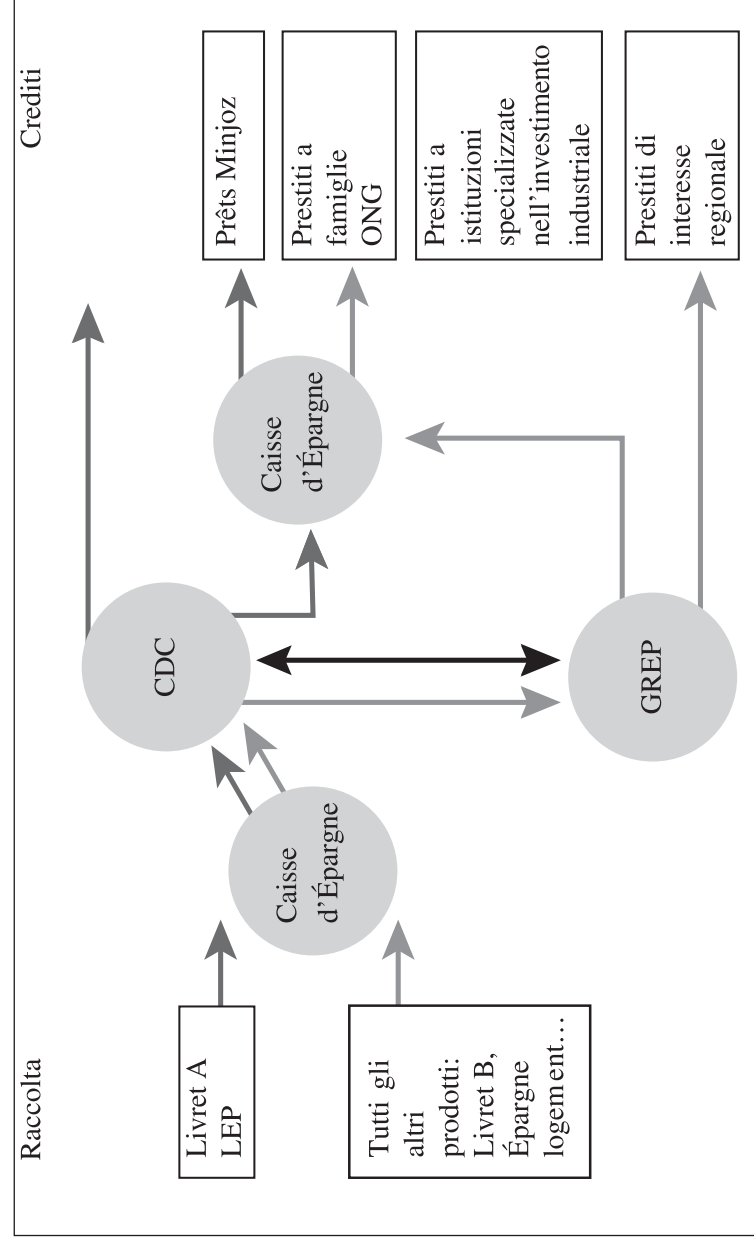 Raccolta
Crediti
Livret A
LEP
Tutti gli
altri
prodotti:
Livret B,
Épargne
logement…
Caisse
d’Épargne
CDC
GREP
Caisse
d’Épargne
Prêts Minjoz
Prestiti a
famiglie
ONG
Prestiti a
istituzioni
specializzate
nell’investimento
industriale
Prestiti di
interesse
regionale